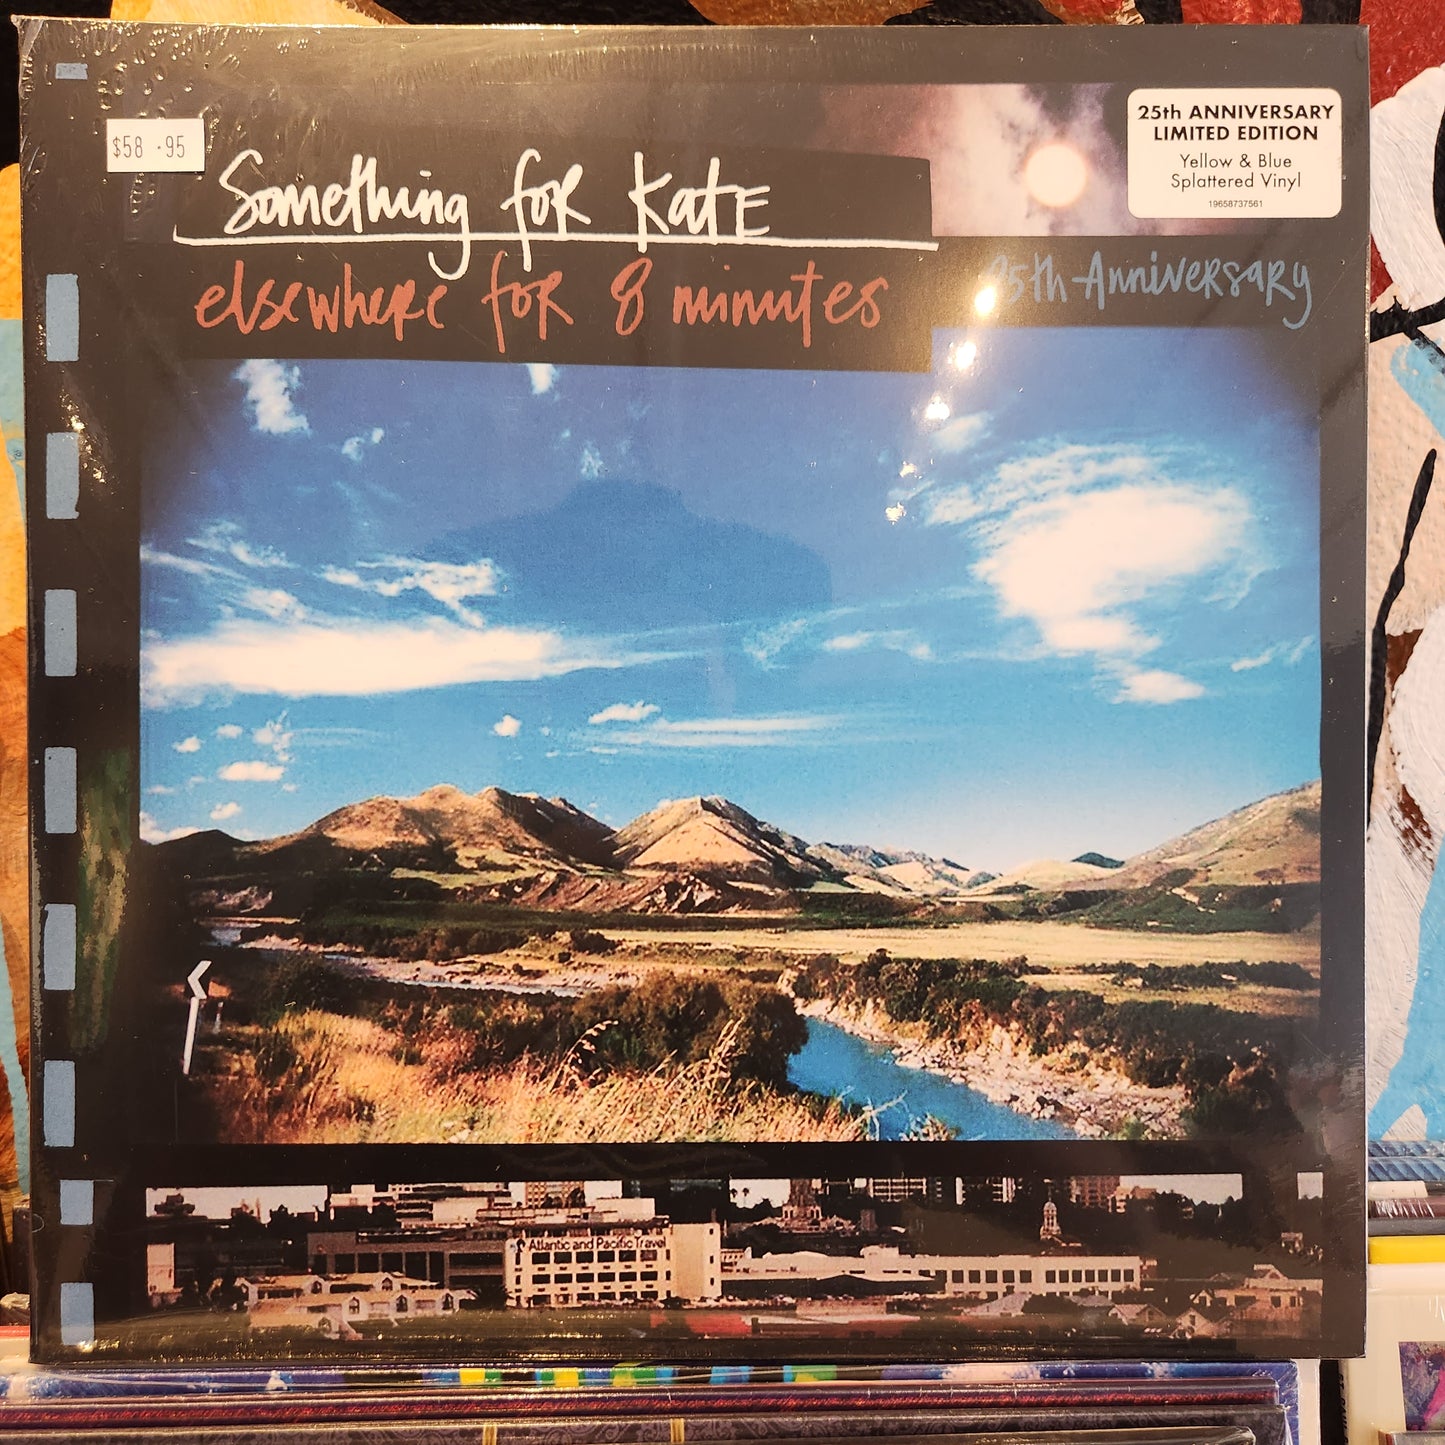 $58 .95
Something for Kate
elsewhere for 8 minutes
25th Anniversary
25th ANNIVERSARY
LIMITED EDITION
Yellow & Blue
Splattered Vinyl
19658737561
Atlantic and Pacific Travel